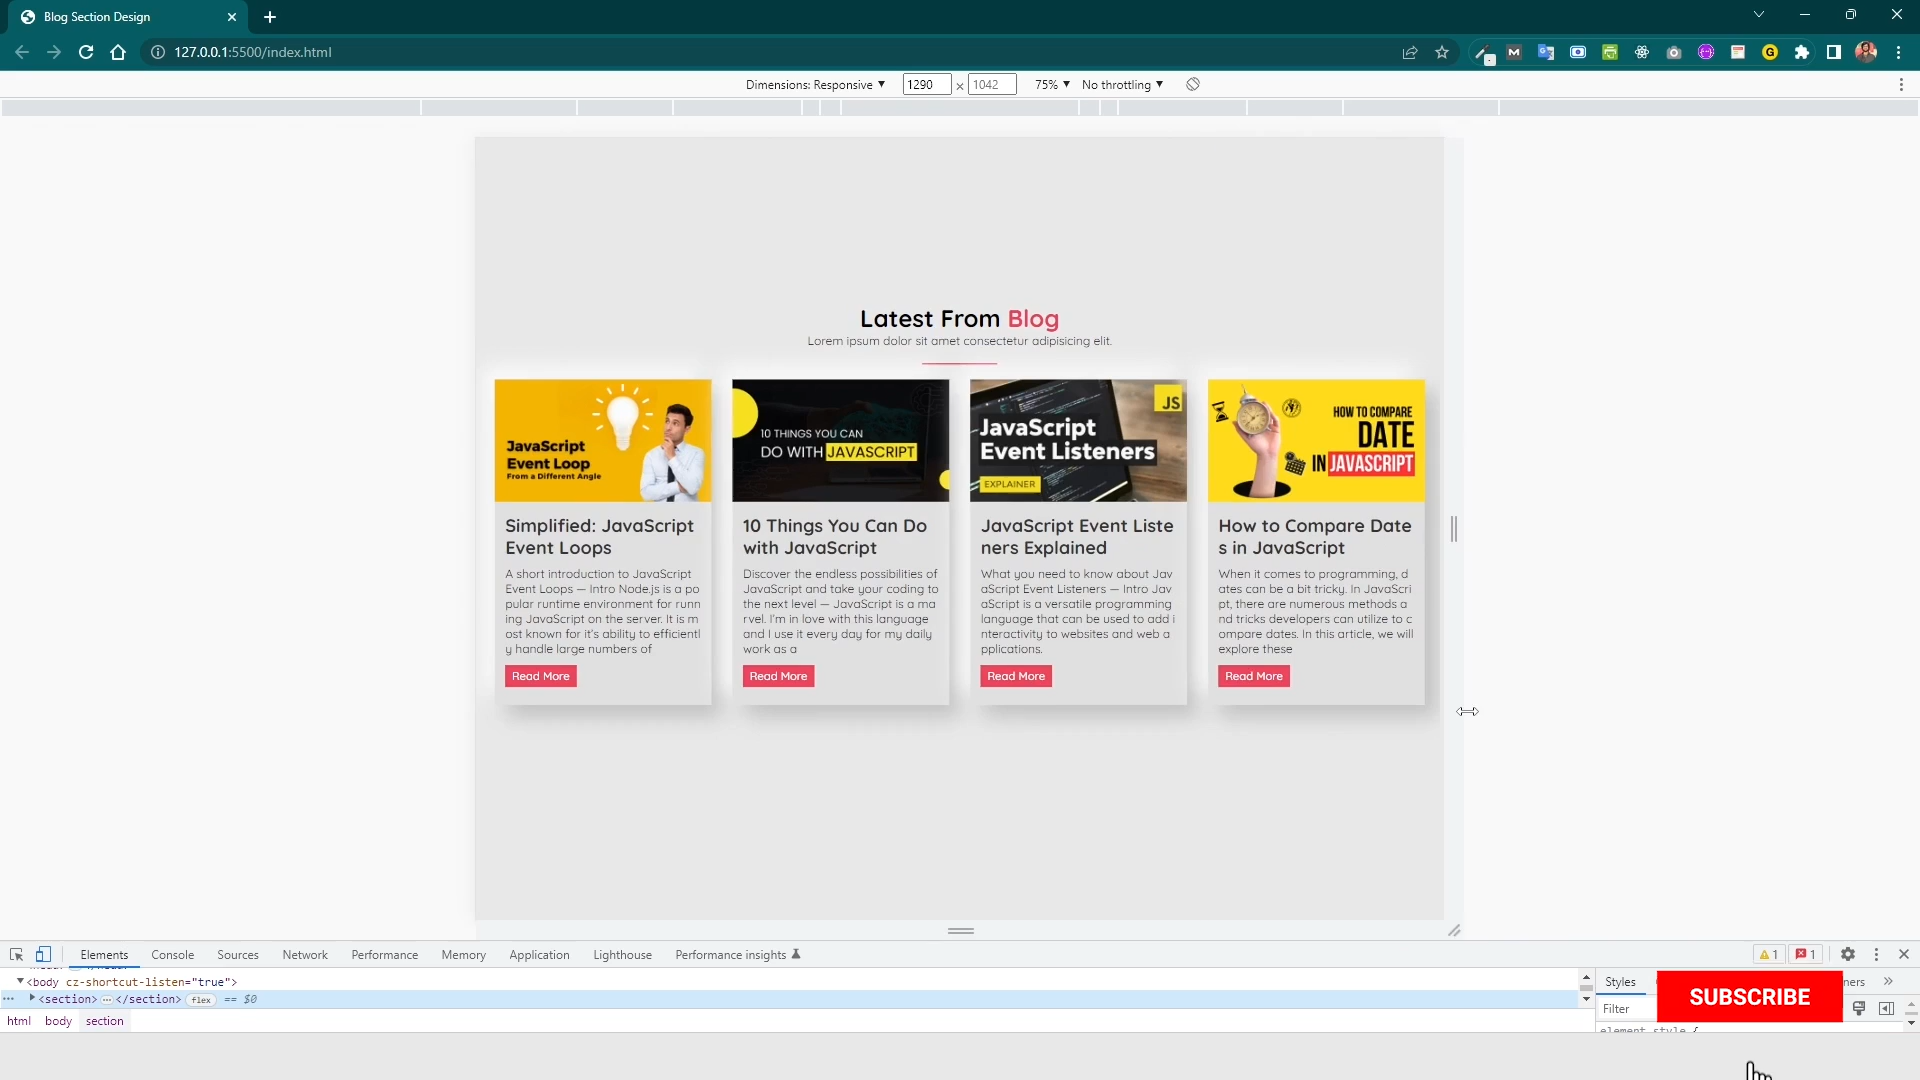 Blog Section Design
127.0.0.1:5500/index.html
Dimensions: Responsive 1290 × 1042 75% No throttling
Latest From Blog
Lorem ipsum dolor sit amet consectetur adipisicing elit.
JavaScript
Event Loop
From a Different Angle
10 THINGS YOU CAN
DO WITH JAVASCRIPT
JS
JavaScript
Event Listeners
EXPLAINER
HOW TO COMPARE
DATE
IN JAVASCRIPT
Simplified: JavaScript
Event Loops
A short introduction to JavaScript
Event Loops — Intro Node.js is a po
pular runtime environment for runn
ing JavaScript on the server. It is m
ost known for it's ability to efficientl
y handle large numbers of
Read More
10 Things You Can Do
with JavaScript
Discover the endless possibilities of
JavaScript and take your coding to
the next level — JavaScript is a ma
rvel. I'm in love with this language
and I use it every day for my daily
work as a
Read More
JavaScript Event Liste
ners Explained
What you need to know about Jav
aScript Event Listeners — Intro Jav
aScript is a versatile programming
language that can be used to add i
nteractivity to websites and web a
pplications.
Read More
How to Compare Date
s in JavaScript
When it comes to programming, d
ates can be a bit tricky. In JavaScri
pt, there are numerous methods a
nd tricks developers can utilize to c
ompare dates. In this article, we will
explore these
Read More
Elements Console Sources Network Performance Memory Application Lighthouse Performance insights 1 1
<body cz-shortcut-listen="true">
<section> … </section> flex == $0
html body section
Styles
Filter
element.style {
SUBSCRIBE